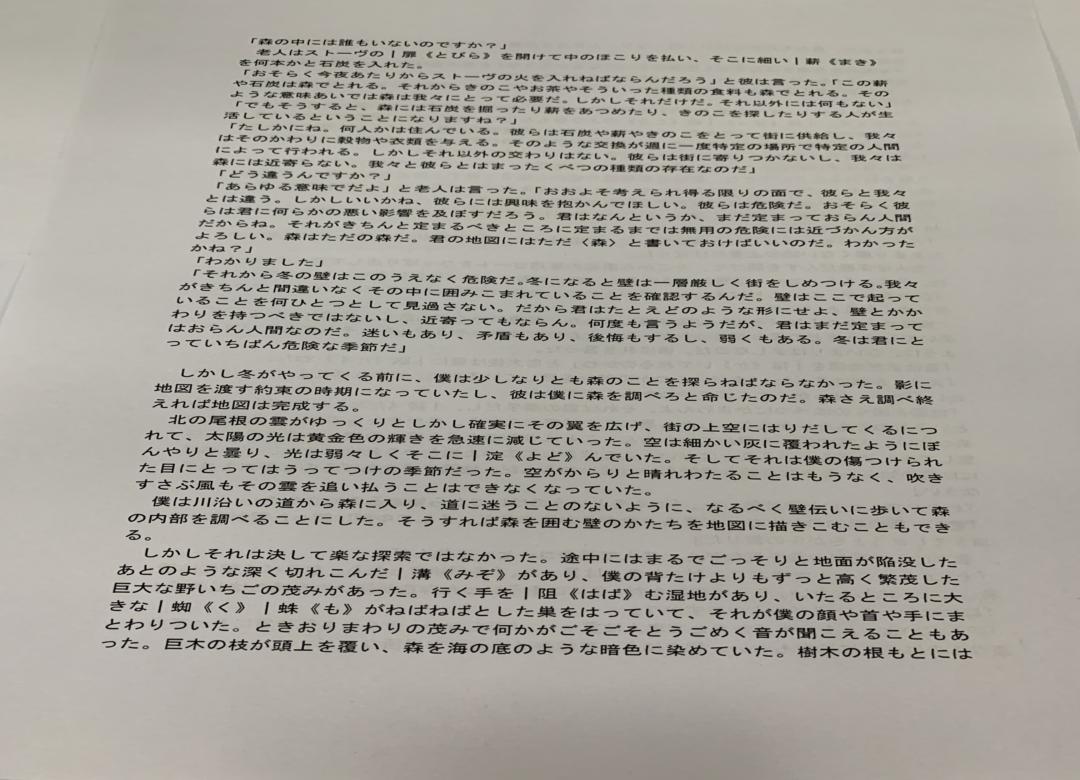 「森の中には誰もいないのですか？」
老人はストーヴの｜扉《とびら》を開けて中のほこりを払い、そこに細い｜薪《まき》
を何本かと石炭を入れた。
「おそらく今夜あたりからストーヴの火を入れねばならんだろう」と彼は言った。「この薪
や石炭は森でとれる。それからきのこやお茶やそういった種類の食料も森でとれる。その
ような意味あいでは森は我々にとって必要だ。しかしそれだけだ。それ以外には何もない」
「でもそうすると、森には石炭を掘ったり薪をあつめたり、きのこを探したりする人が生
活しているということになりますね？」
「たしかにね。何人かは住んでいる。彼らは石炭や薪やきのこをとって街に供給し、我々
はそのかわりに穀物や衣類を与える。そのような交換が週に一度特定の場所で特定の人間
によって行われる。しかしそれ以外の交わりはない。彼らは街に寄りつかないし、我々は
森には近寄らない。我々と彼らとはまったくべつの種類の存在なのだ」
「どう違うんですか？」
「あらゆる意味でだよ」と老人は言った。「おおよそ考えられ得る限りの面で、彼らと我々
とは違う。しかしいいかね、彼らには興味を抱かんでほしい。彼らは危険だ。おそらく彼
らは君に何らかの悪い影響を及ぼすだろう。君はなんというか、まだ定まっておらん人間
だからね。それがきちんと定まるべきところに定まるまでは無用の危険には近づかん方が
よろしい。森はただの森だ。君の地図にはただ〈森〉と書いておけばいいのだ。わかった
かね？」
「わかりました」
「それから冬の壁はこのうえなく危険だ。冬になると壁は一層厳しく街をしめつける。我々
がきちんと間違いなくその中に囲みこまれていることを確認するんだ。壁はここで起って
いることを何ひとつとして見過さない。だから君はたとえどのような形にせよ、壁とかか
わりを持つべきではないし、近寄ってもならん。何度も言うようだが、君はまだ定まって
はおらん人間なのだ。迷いもあり、矛盾もあり、後悔もするし、弱くもある。冬は君にと
っていちばん危険な季節だ」
しかし冬がやってくる前に、僕は少しなりとも森のことを探らねばならなかった。影に
地図を渡す約束の時期になっていたし、彼は僕に森を調べろと命じたのだ。森さえ調べ終
えれば地図は完成する。
北の尾根の雲がゆっくりとしかし確実にその翼を広げ、街の上空にはりだしてくるにつ
れて、太陽の光は黄金色の輝きを急速に減じていった。空は細かい灰に覆われたようにぼ
んやりと曇り、光は弱々しくそこに｜淀《よど》んでいた。そしてそれは僕の傷つけられ
た目にとってはうってつけの季節だった。空がからりと晴れわたることはもうなく、吹き
すさぶ風もその雲を追い払うことはできなくなっていた。
僕は川沿いの道から森に入り、道に迷うことのないように、なるべく壁伝いに歩いて森
の内部を調べることにした。そうすれば森を囲む壁のかたちを地図に描きこむこともでき
る。
しかしそれは決して楽な探索ではなかった。途中にはまるでごっそりと地面が陥没した
あとのような深く切れこんだ｜溝《みぞ》があり、僕の背たけよりもずっと高く繁茂した
巨大な野いちごの茂みがあった。行く手を｜阻《はば》む湿地があり、いたるところに大
きな｜蜘《く》｜蛛《も》がねばねばとした巣をはっていて、それが僕の顔や首や手にま
とわりついた。ときおりまわりの茂みで何かがごそごそとうごめく音が聞こえることもあ
った。巨木の枝が頭上を覆い、森を海の底のような暗色に染めていた。樹木の根もとには